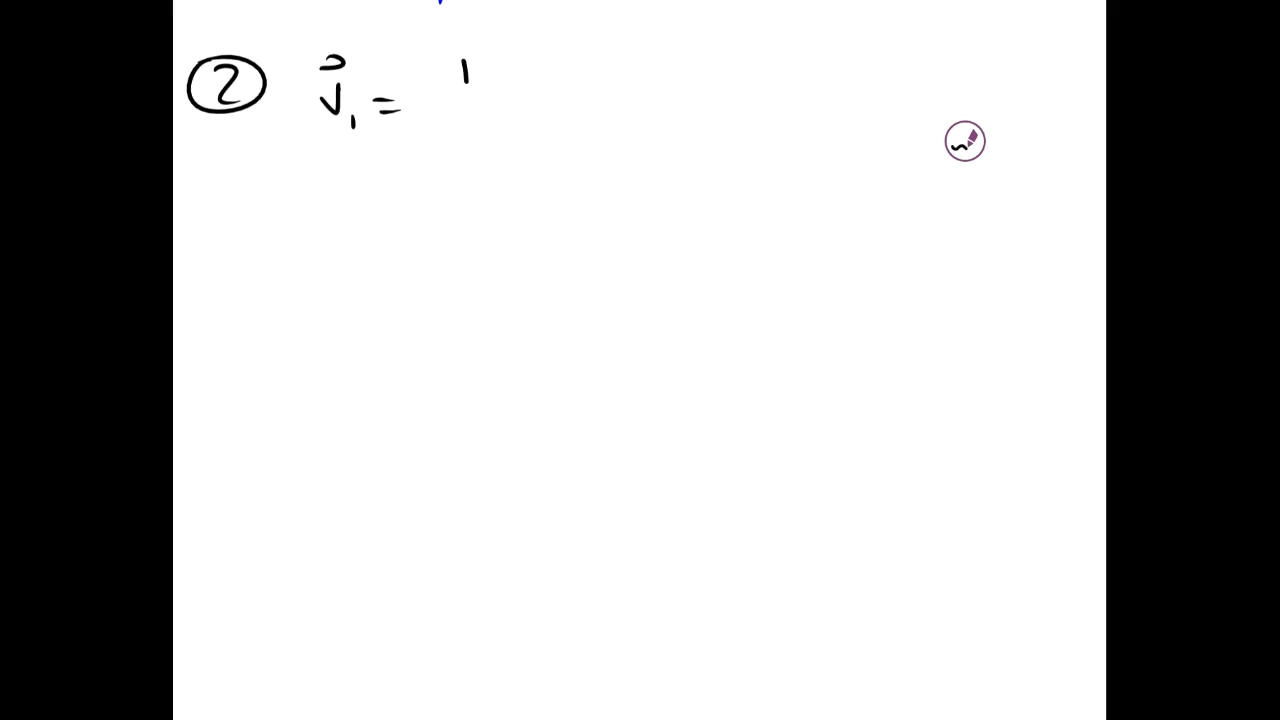 ② v⃗₁ = 1